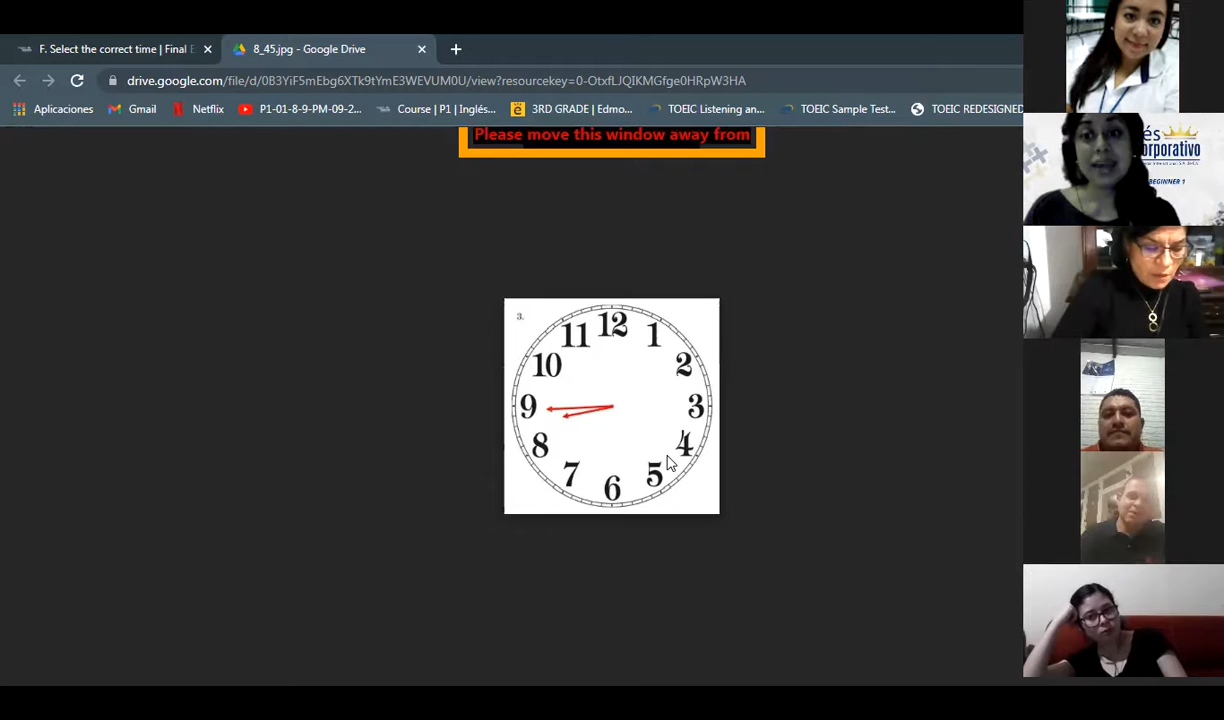 F. Select the correct time | Final E
8_45.jpg - Google Drive
drive.google.com/file/d/0B3YiF5mEbg6XTk9tYmE3WEVUM0U/view?resourcekey=0-OtxfLJQIKMGfge0HRpW3HA
Aplicaciones
Gmail
Netflix
P1-01-8-9-PM-09-2...
Course | P1 | Inglés...
3RD GRADE | Edmo...
TOEIC Listening an...
TOEIC Sample Test...
TOEIC REDESIGNED
Please move this window away from
3.
12
1
2
3
4
5
6
7
8
9
10
11
és
orporativo
BEGINNER 1